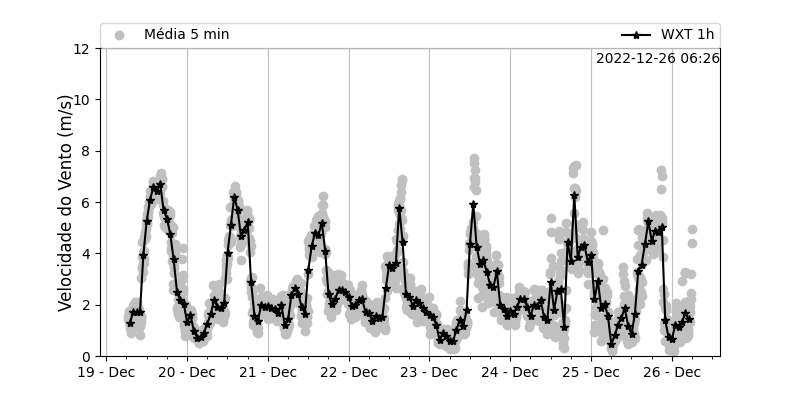 Média 5 min
WXT 1h
2022-12-26 06:26
Velocidade do Vento (m/s)
12
10
8
6
4
2
0
19 - Dec
20 - Dec
21 - Dec
22 - Dec
23 - Dec
24 - Dec
25 - Dec
26 - Dec